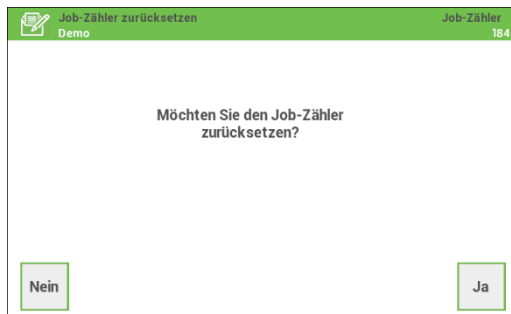 Job-Zähler zurücksetzen
Job-Zähler
Demo
184
Möchten Sie den Job-Zähler
zurücksetzen?
Nein
Ja